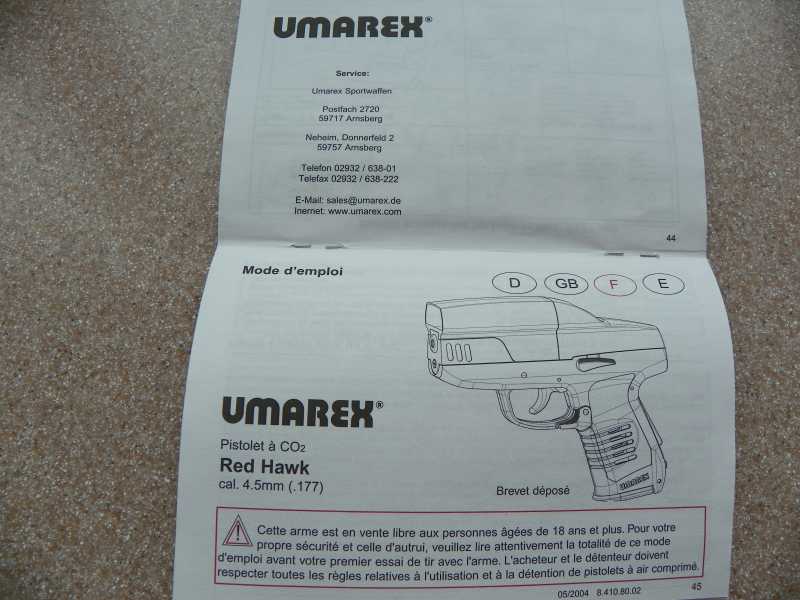 UMAREX®
Service:
Umarex Sportwaffen
Postfach 2720
59717 Arnsberg
Neheim, Donnerfeld 2
59757 Arnsberg
Telefon 02932 / 638-01
Telefax 02932 / 638-222
E-Mail: sales@umarex.de
Inernet: www.umarex.com
44
Mode d'emploi
D GB F E
UMAREX®
Pistolet à CO2
Red Hawk
cal. 4.5mm (.177)
UMAREX
Brevet déposé
Cette arme est en vente libre aux personnes âgées de 18 ans et plus. Pour votre
propre sécurité et celle d'autrui, veuillez lire attentivement la totalité de ce mode
d'emploi avant votre premier essai de tir avec l'arme. L'acheteur et le détenteur doivent
respecter toutes les règles relatives à l'utilisation et à la détention de pistolets à air comprimé.
05/2004 8.410.80.02
45